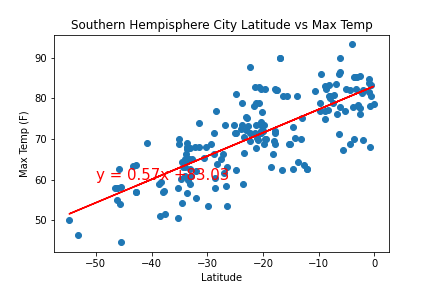 Southern Hempisphere City Latitude vs Max Temp
Max Temp (F)
90
80
70
60
50
y = 0.57x +83.03
−50
−40
−30
−20
−10
0
Latitude